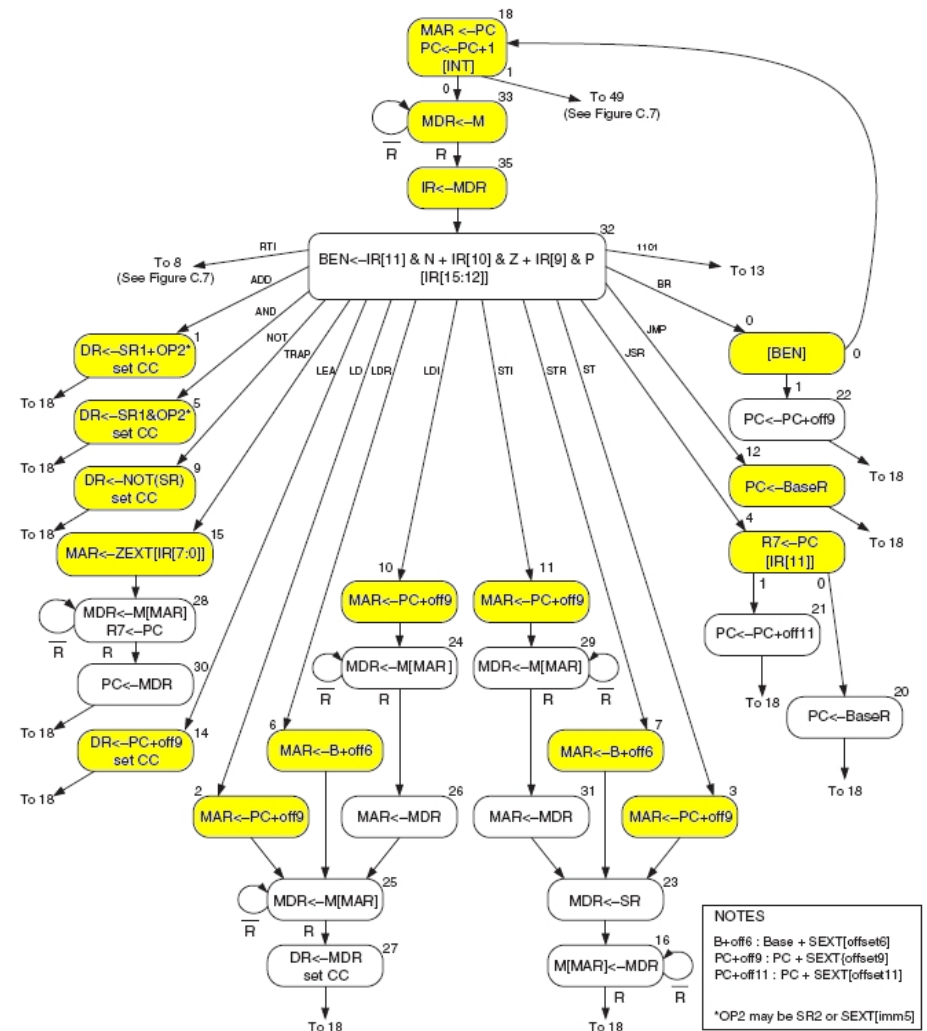 18
MAR <–PC
PC<–PC+1
[INT]
0
1
To 49
(See Figure C.7)
33
MDR<–M
R
R
35
IR<–MDR
32
BEN<–IR[11] & N + IR[10] & Z + IR[9] & P
[IR[15:12]]
RTI
To 8
(See Figure C.7)
1101
To 13
ADD
AND
NOT
TRAP
LEA
LD
LDR
LDI
STI
STR
ST
JSR
JMP
BR
1
DR<–SR1+OP2*
set CC
To 18
5
DR<–SR1&OP2*
set CC
To 18
9
DR<–NOT(SR)
set CC
To 18
15
MAR<–ZEXT[IR[7:0]]
28
MDR<–M[MAR]
R7<–PC
R
R
30
PC<–MDR
To 18
14
DR<–PC+off9
set CC
To 18
0
[BEN]
0
1
22
PC<–PC+off9
To 18
12
PC<–BaseR
To 18
4
R7<–PC
[IR[11]]
1
0
21
PC<–PC+off11
To 18
20
PC<–BaseR
To 18
10
MAR<–PC+off9
24
MDR<–M[MAR]
R
R
11
MAR<–PC+off9
29
MDR<–M[MAR]
R
R
6
MAR<–B+off6
7
MAR<–B+off6
2
MAR<–PC+off9
26
MAR<–MDR
31
MAR<–MDR
3
MAR<–PC+off9
25
MDR<–M[MAR]
R
R
27
DR<–MDR
set CC
To 18
23
MDR<–SR
16
M[MAR]<–MDR
R
R
To 18
NOTES
B+off6 : Base + SEXT[offset6]
PC+off9 : PC + SEXT{offset9]
PC+off11 : PC + SEXT[offset11]
*OP2 may be SR2 or SEXT[imm5]